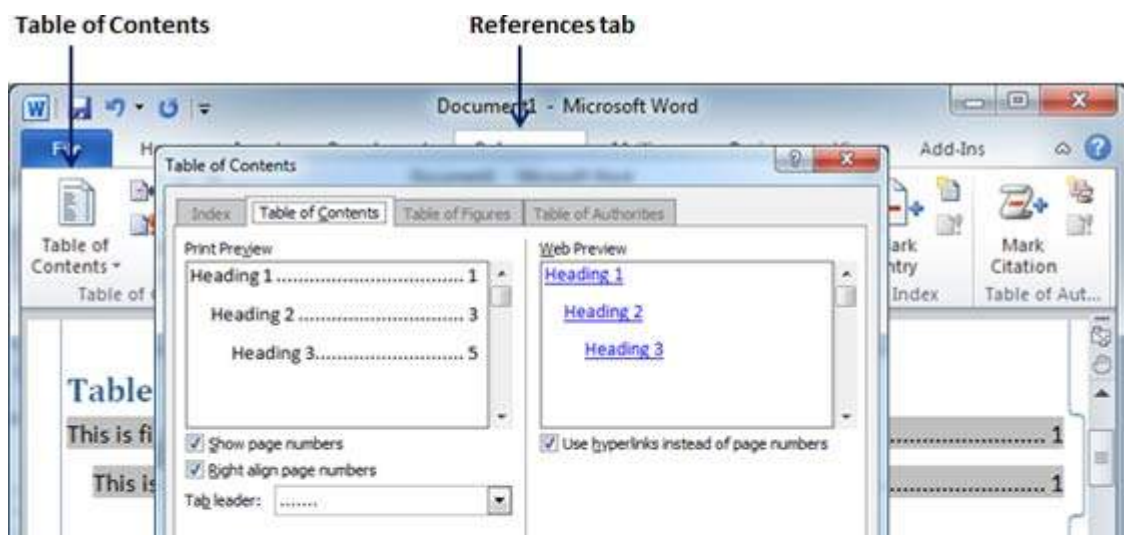 Table of Contents References tab
Document1 - Microsoft Word
Add-Ins
Table of Contents
Index Table of Contents Table of Figures Table of Authorities
Print Preview Web Preview
Heading 1 ............................. 1 Heading 1
Heading 2 ........................ 3 Heading 2
Heading 3............................ 5 Heading 3
Table of
Contents
Mark
Citation
Table of Index Table of Aut...
Table
This is ........................ 1
Show page numbers Use hyperlinks instead of page numbers
Right align page numbers
This is ........................ 1
Tab leader: .......